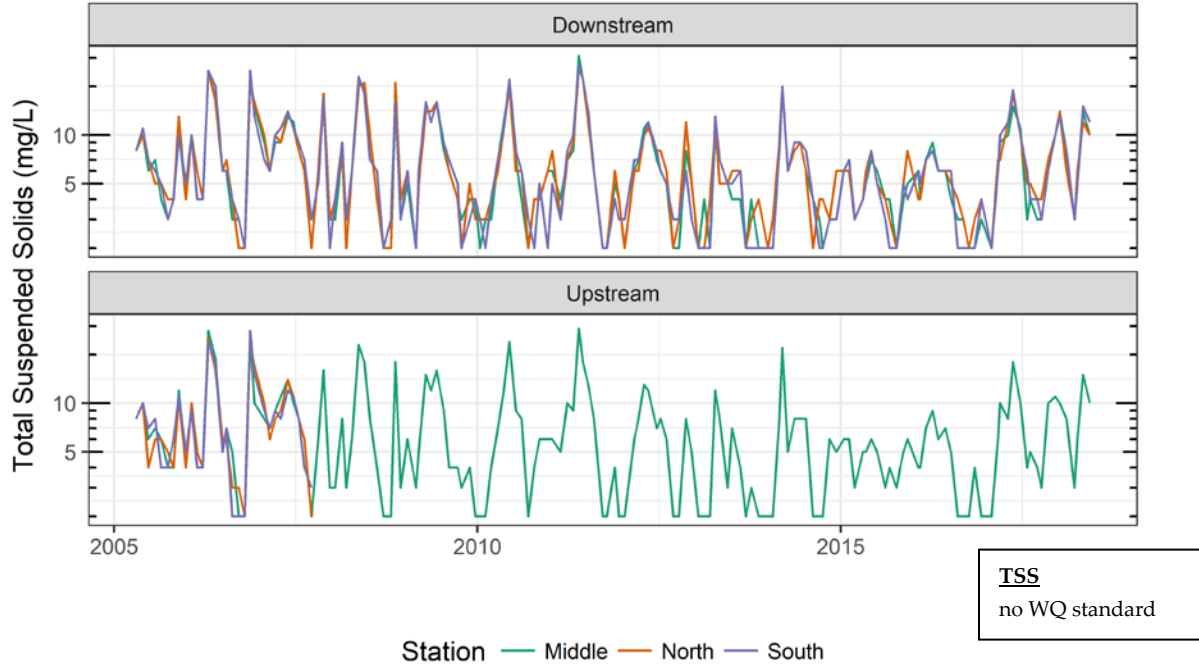 Downstream
Total Suspended Solids (mg/L)
10
5
Upstream
10
5
2005
2010
2015
TSS
no WQ standard
Station Middle North South